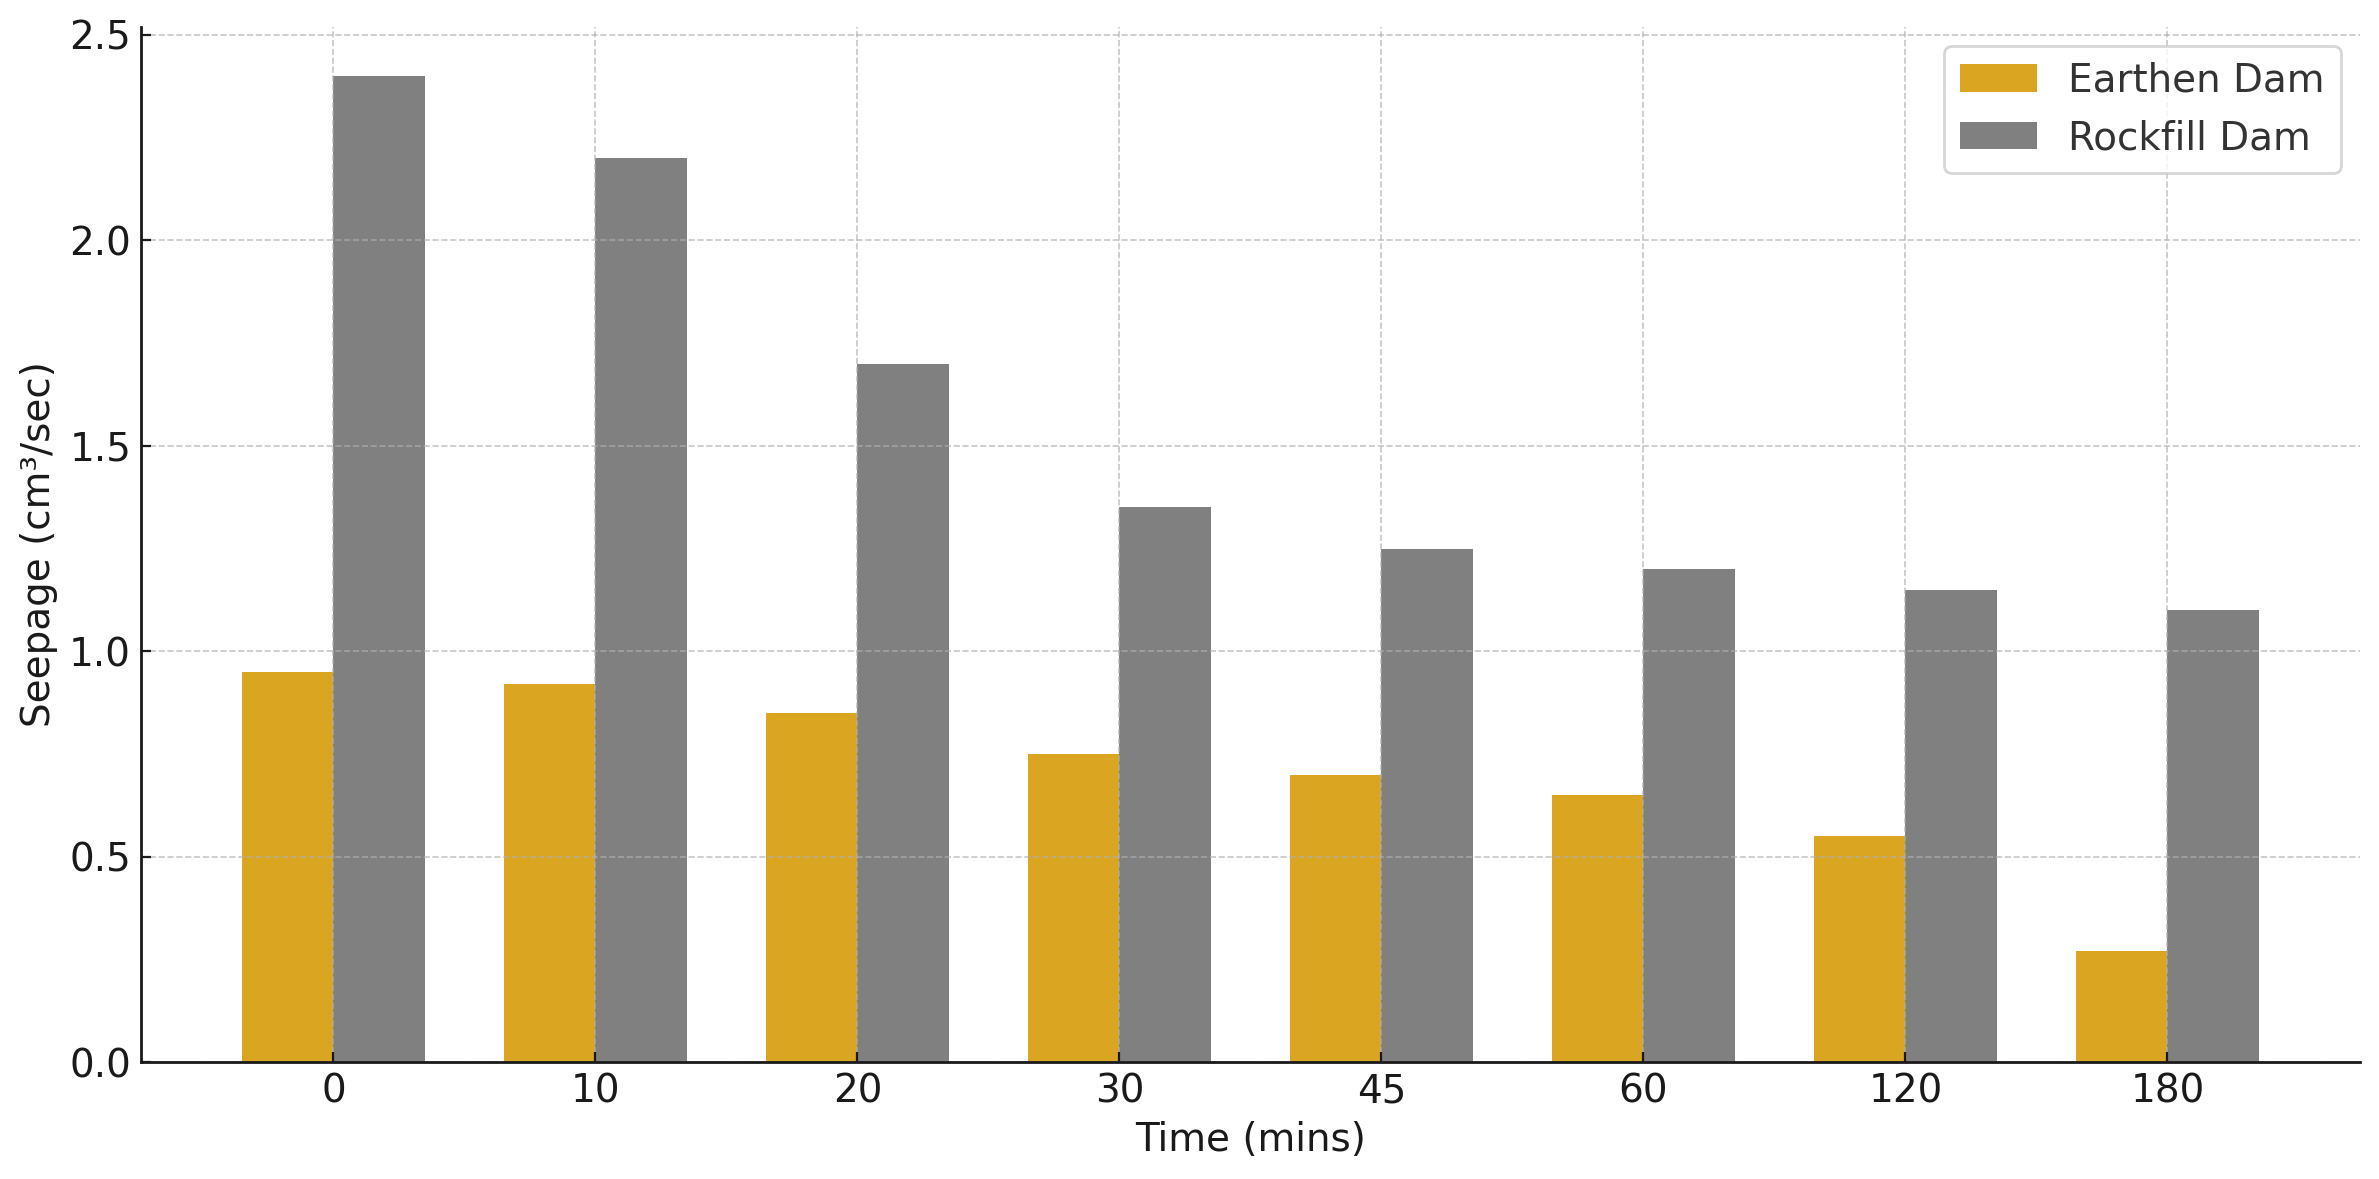 2.5
2.0
1.5
1.0
0.5
0.0
Seepage (cm³/sec)
Earthen Dam
Rockfill Dam
0 10 20 30 45 60 120 180
Time (mins)